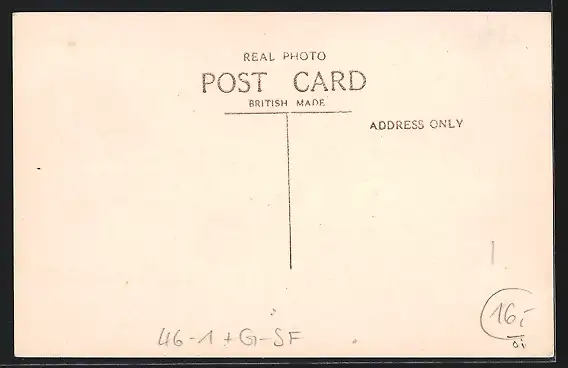 REAL PHOTO
POST CARD
BRITISH MADE
ADDRESS ONLY
46-1+G-SF
16,-